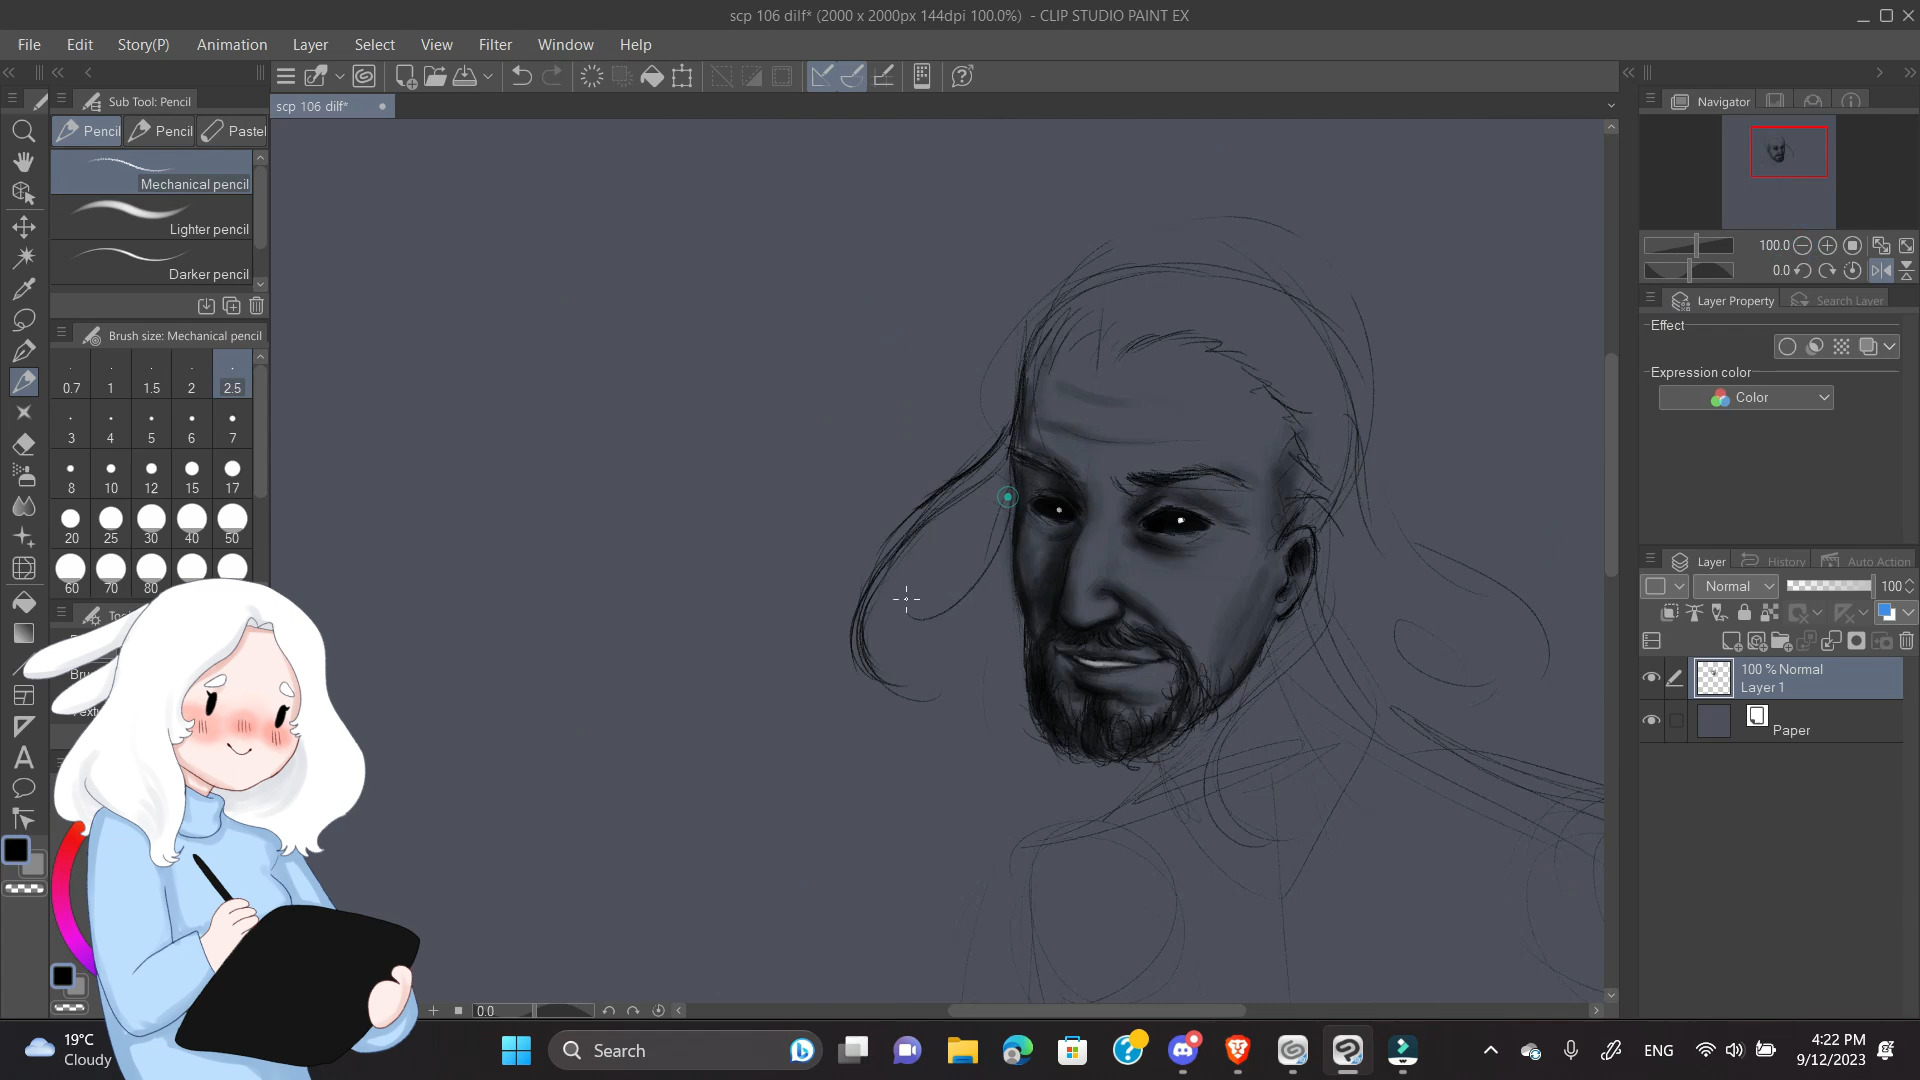 scp 106 dilf* (2000 x 2000px 144dpi 100.0%) - CLIP STUDIO PAINT EX
File Edit Story(P) Animation Layer Select View Filter Window Help
Sub Tool: Pencil
scp 106 dilf*
Navigator
Pencil Pencil Pastel
Mechanical pencil
Lighter pencil
Darker pencil
100.0
0.0
Layer Property Search Layer
Effect
Expression color
Color
Brush size: Mechanical pencil
0.7 1 1.5 2 2.5
3 4 5 6 7
8 10 12 15 17
20 25 30 40 50
60 70 80
Layer History Auto Action
Normal 100
100 % Normal
Layer 1
Paper
0.0
19°C
Cloudy
Search
ENG
4:22 PM
9/12/2023